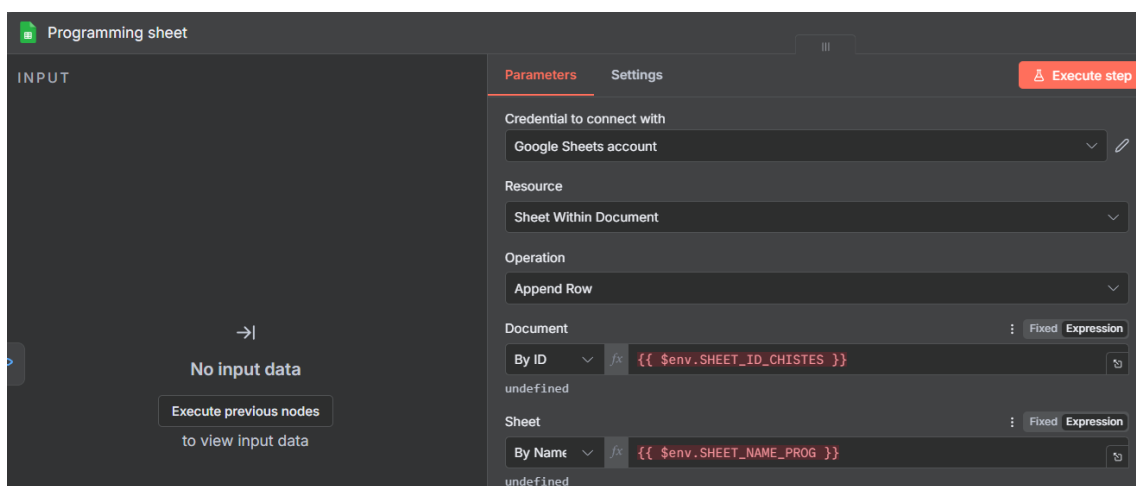 Programming sheet
INPUT
No input data
Execute previous nodes
to view input data
Parameters
Settings
Execute step
Credential to connect with
Google Sheets account
Resource
Sheet Within Document
Operation
Append Row
Document
Fixed Expression
By ID
fx {{ $env.SHEET_ID_CHISTES }}
undefined
Sheet
Fixed Expression
By Name
fx {{ $env.SHEET_NAME_PROG }}
undefined